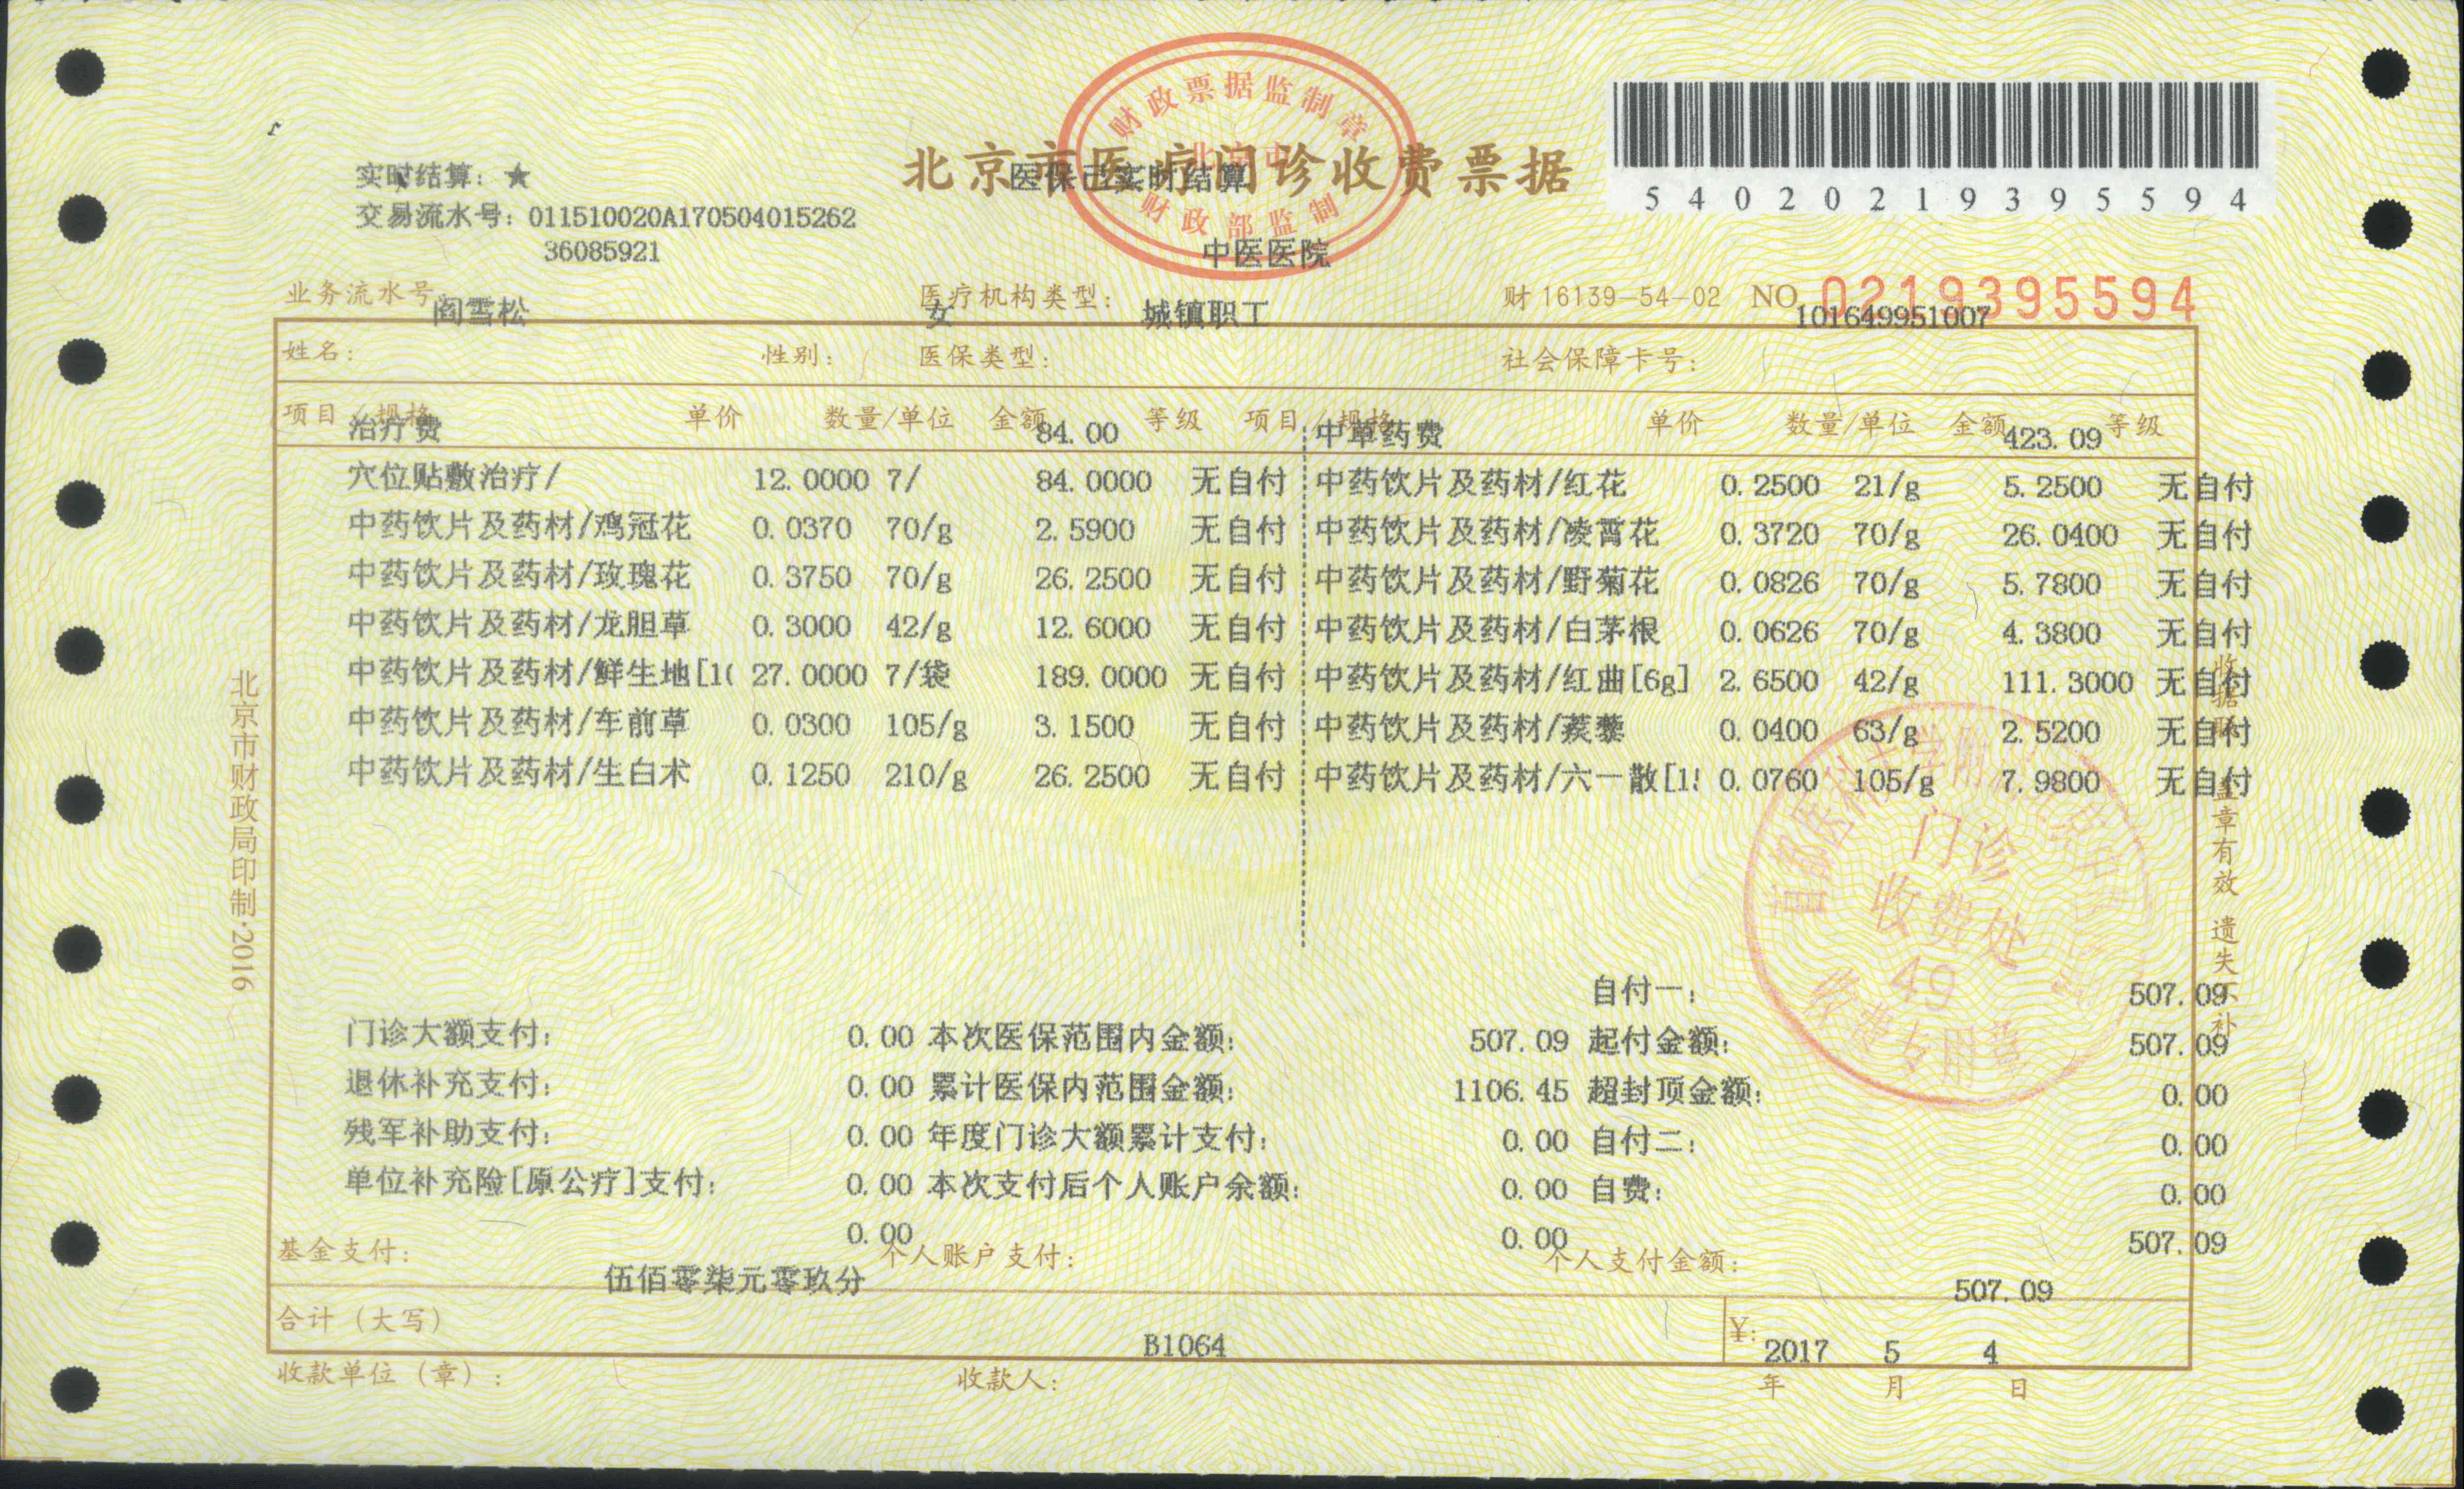 财政票据监制章
北京市
财政部监制
北京市医疗门诊收费票据
5402021939 5594
实时结算：★
医保已实时结算
交易流水号：011510020A170504015262
36085921
中医医院
业务流水号：
医疗机构类型：
财 16139-54-02 NO 0219395594
阎雪松 女 城镇职工 101649951007
姓名： 性别： 医保类型： 社会保障卡号：
项目／规格 单价 数量/单位 金额 等级 项目／规格 单价 数量/单位 金额 等级
治疗费 84.00 中草药费 423.09
穴位贴敷治疗/ 12.0000 7/ 84.0000 无自付 中药饮片及药材/红花 0.2500 21/g 5.2500 无自付
中药饮片及药材/鸡冠花 0.0370 70/g 2.5900 无自付 中药饮片及药材/凌霄花 0.3720 70/g 26.0400 无自付
中药饮片及药材/玫瑰花 0.3750 70/g 26.2500 无自付 中药饮片及药材/野菊花 0.0826 70/g 5.7800 无自付
中药饮片及药材/龙胆草 0.3000 42/g 12.6000 无自付 中药饮片及药材/白茅根 0.0626 70/g 4.3800 无自付
中药饮片及药材/鲜生地[1( 27.0000 7/袋 189.0000 无自付 中药饮片及药材/红曲[6g] 2.6500 42/g 111.3000 无自付
中药饮片及药材/车前草 0.0300 105/g 3.1500 无自付 中药饮片及药材/蒺藜 0.0400 63/g 2.5200 无自付
中药饮片及药材/生白术 0.1250 210/g 26.2500 无自付 中药饮片及药材/六一散[1! 0.0760 105/g 7.9800 无自付
门诊
收费处
49
自付一： 507.09
门诊大额支付： 0.00 本次医保范围内金额： 507.09 起付金额： 507.09
退休补充支付： 0.00 累计医保内范围金额： 1106.45 超封顶金额： 0.00
残军补助支付： 0.00 年度门诊大额累计支付： 0.00 自付二： 0.00
单位补充险[原公疗]支付： 0.00 本次支付后个人账户余额： 0.00 自费： 0.00
基金支付： 0.00 个人账户支付： 0.00 个人支付金额： 507.09
合计（大写） 伍佰零柒元零玖分 ¥： 507.09
收款单位（章）： 收款人： B1064 2017 年 5 月 4 日
北京市财政局印制·2016
收据联 盖章有效 遗失不补